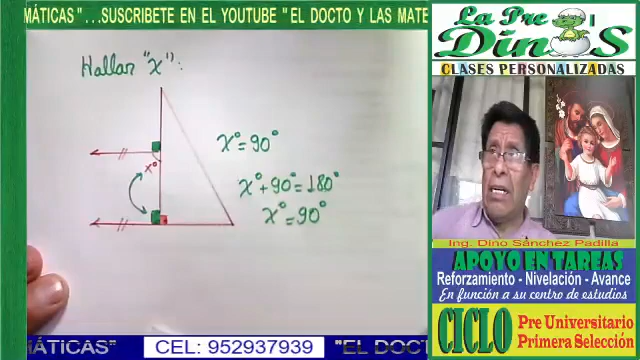 MÁTICAS"...SUSCRIBETE EN EL YOUTUBE "EL DOCTO Y LAS MATE
La Pre
DinoS
CLASES PERSONALIZADAS
Hallar "x":
x°=90°
x°
x°+90°=180°
x°=90°
Ing. Dino Sánchez Padilla
APOYO EN TAREAS
Reforzamiento - Nivelación - Avance
En función a su centro de estudios
CICLO Pre Universitario
Primera Selección
MÁTICAS" CEL: 952937939 "EL DOCT